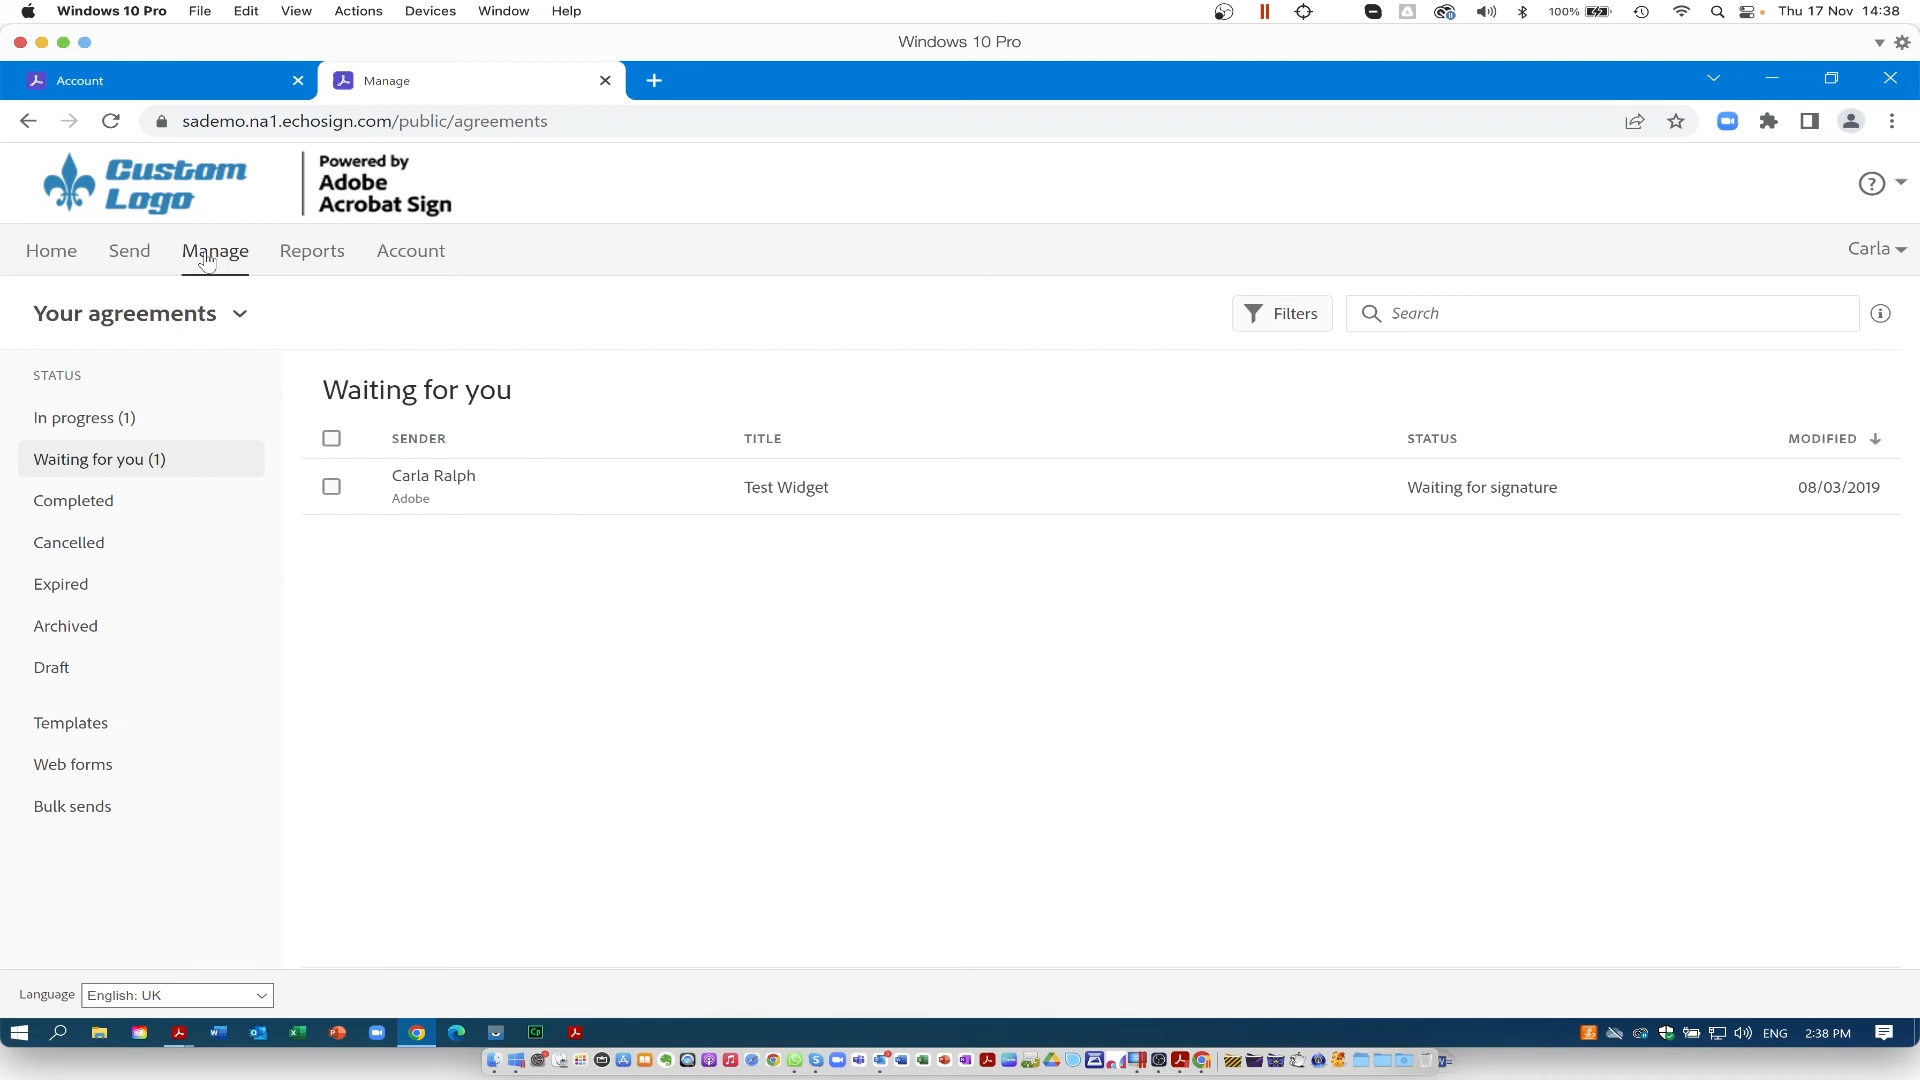 Windows 10 Pro File Edit View Actions Devices Window Help 100% Thu 17 Nov 14:38
Windows 10 Pro
Account Manage
sademo.na1.echosign.com/public/agreements
Custom Logo
Powered by
Adobe
Acrobat Sign
Home Send Manage Reports Account Carla
Your agreements Filters Search
STATUS
In progress (1)
Waiting for you (1)
Completed
Cancelled
Expired
Archived
Draft
Templates
Web forms
Bulk sends
Waiting for you
SENDER TITLE STATUS MODIFIED
Carla Ralph
Adobe
Test Widget Waiting for signature 08/03/2019
Language English: UK
ENG 2:38 PM